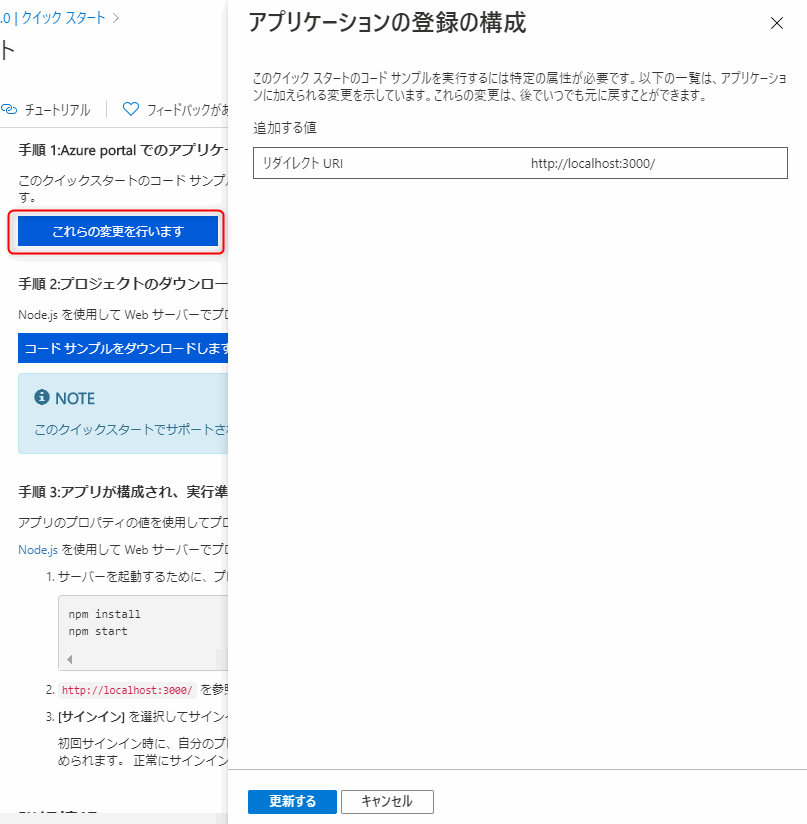 .0 | クイック スタート
ト
チュートリアル
フィードバックがあ
手順 1:Azure portal でのアプリケー
このクイックスタートのコード サンプル
す。
これらの変更を行います
手順 2:プロジェクトのダウンロー
Node.js を使用して Web サーバーでプロ
コード サンプルをダウンロードします
NOTE
このクイックスタートでサポートさ
手順 3:アプリが構成され、実行準
アプリのプロパティの値を使用してプロ
Node.js を使用して Web サーバーでプロ
1. サーバーを起動するために、プ
npm install
npm start
2. http://localhost:3000/ を参
3. [サインイン] を選択してサイン
初回サインイン時に、自分のプ
められます。 正常にサインイン
アプリケーションの登録の構成
このクイック スタートのコード サンプルを実行するには特定の属性が必要です。以下の一覧は、アプリケーショ
ンに加えられる変更を示しています。これらの変更は、後でいつでも元に戻すことができます。
追加する値
リダイレクト URI http://localhost:3000/
更新する
キャンセル